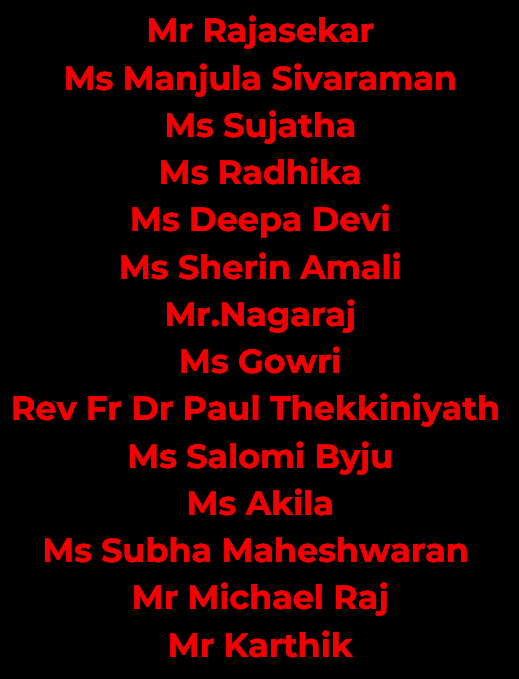 Mr Rajasekar
Ms Manjula Sivaraman
Ms Sujatha
Ms Radhika
Ms Deepa Devi
Ms Sherin Amali
Mr.Nagaraj
Ms Gowri
Rev Fr Dr Paul Thekkiniyath
Ms Salomi Byju
Ms Akila
Ms Subha Maheshwaran
Mr Michael Raj
Mr Karthik